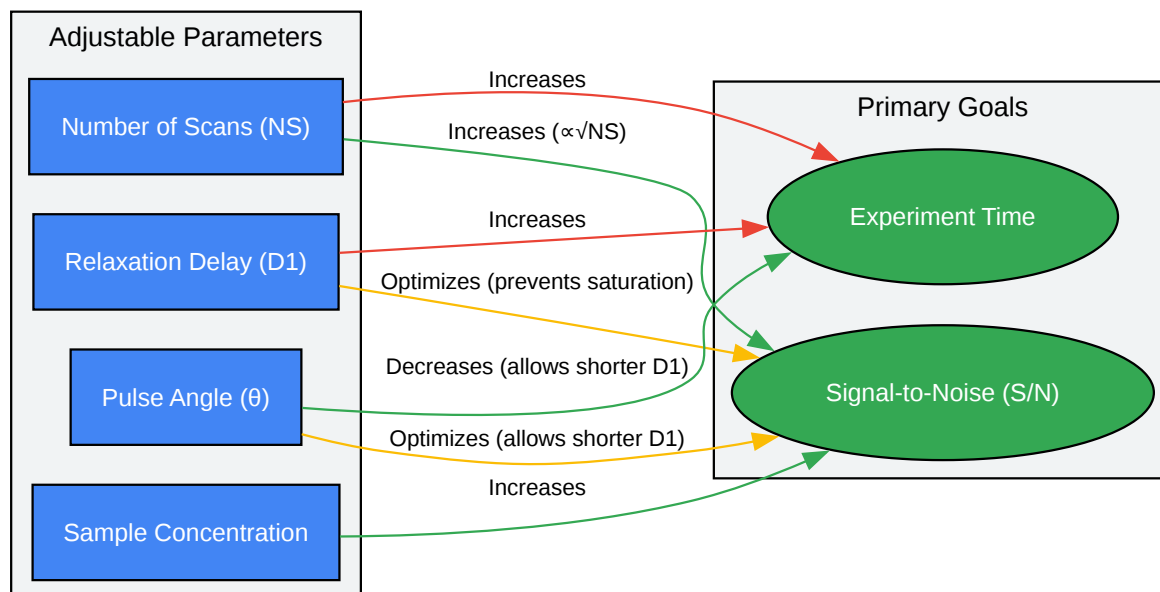 Adjustable Parameters
Number of Scans (NS)
Relaxation Delay (D1)
Pulse Angle (θ)
Sample Concentration
Increases
Increases (∝√NS)
Increases
Optimizes (prevents saturation)
Decreases (allows shorter D1)
Optimizes (allows shorter D1)
Increases
Primary Goals
Experiment Time
Signal-to-Noise (S/N)